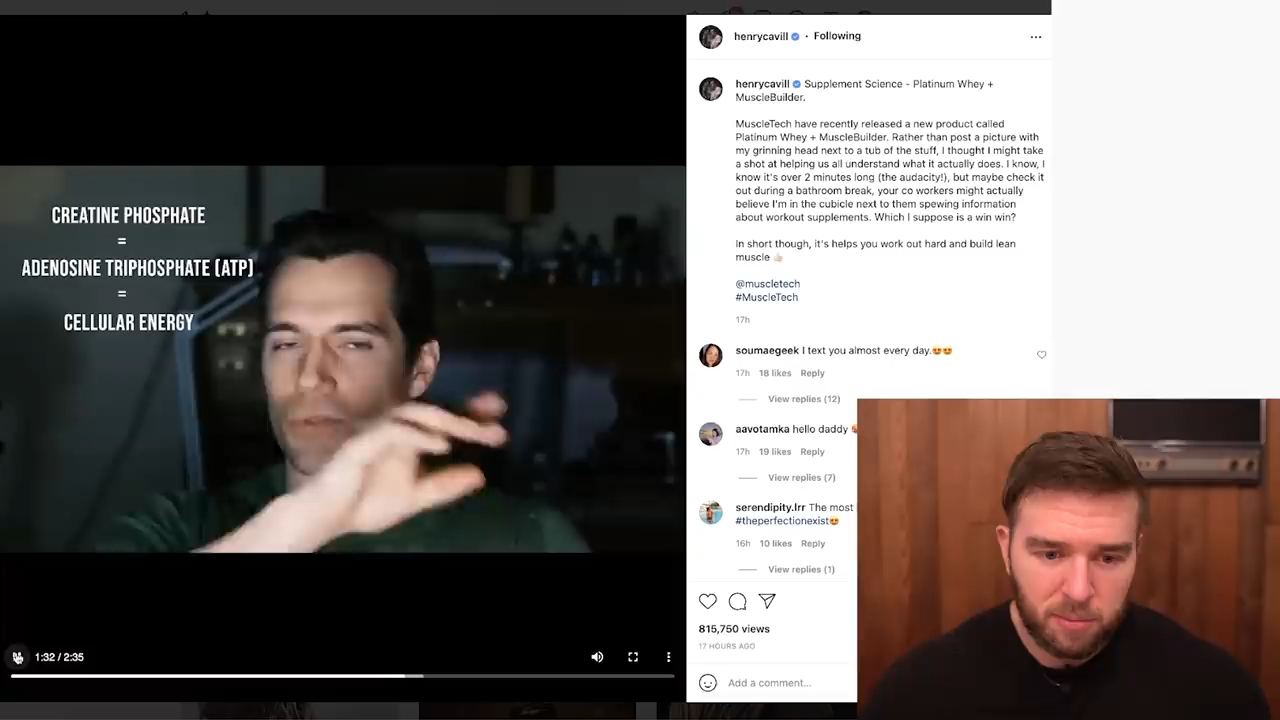 CREATINE PHOSPHATE
=
ADENOSINE TRIPHOSPHATE (ATP)
=
CELLULAR ENERGY
1:32 / 2:35
henrycavill • Following
henrycavill Supplement Science - Platinum Whey +
MuscleBuilder.
MuscleTech have recently released a new product called
Platinum Whey + MuscleBuilder. Rather than post a picture with
my grinning head next to a tub of the stuff, I thought I might take
a shot at helping us all understand what it actually does. I know, I
know it's over 2 minutes long (the audacity!), but maybe check it
out during a bathroom break, your co workers might actually
believe I'm in the cubicle next to them spewing information
about workout supplements. Which I suppose is a win win?
In short though, it's helps you work out hard and build lean
muscle 👍🏻
@muscletech
#MuscleTech
17h
soumaegeek I text you almost every day.😍😍
17h 18 likes Reply
View replies (12)
aavotamka hello daddy
17h 19 likes Reply
View replies (7)
serendipity.lrr The most
#theperfectionexist😍
16h 10 likes Reply
View replies (1)
815,750 views
17 HOURS AGO
Add a comment...